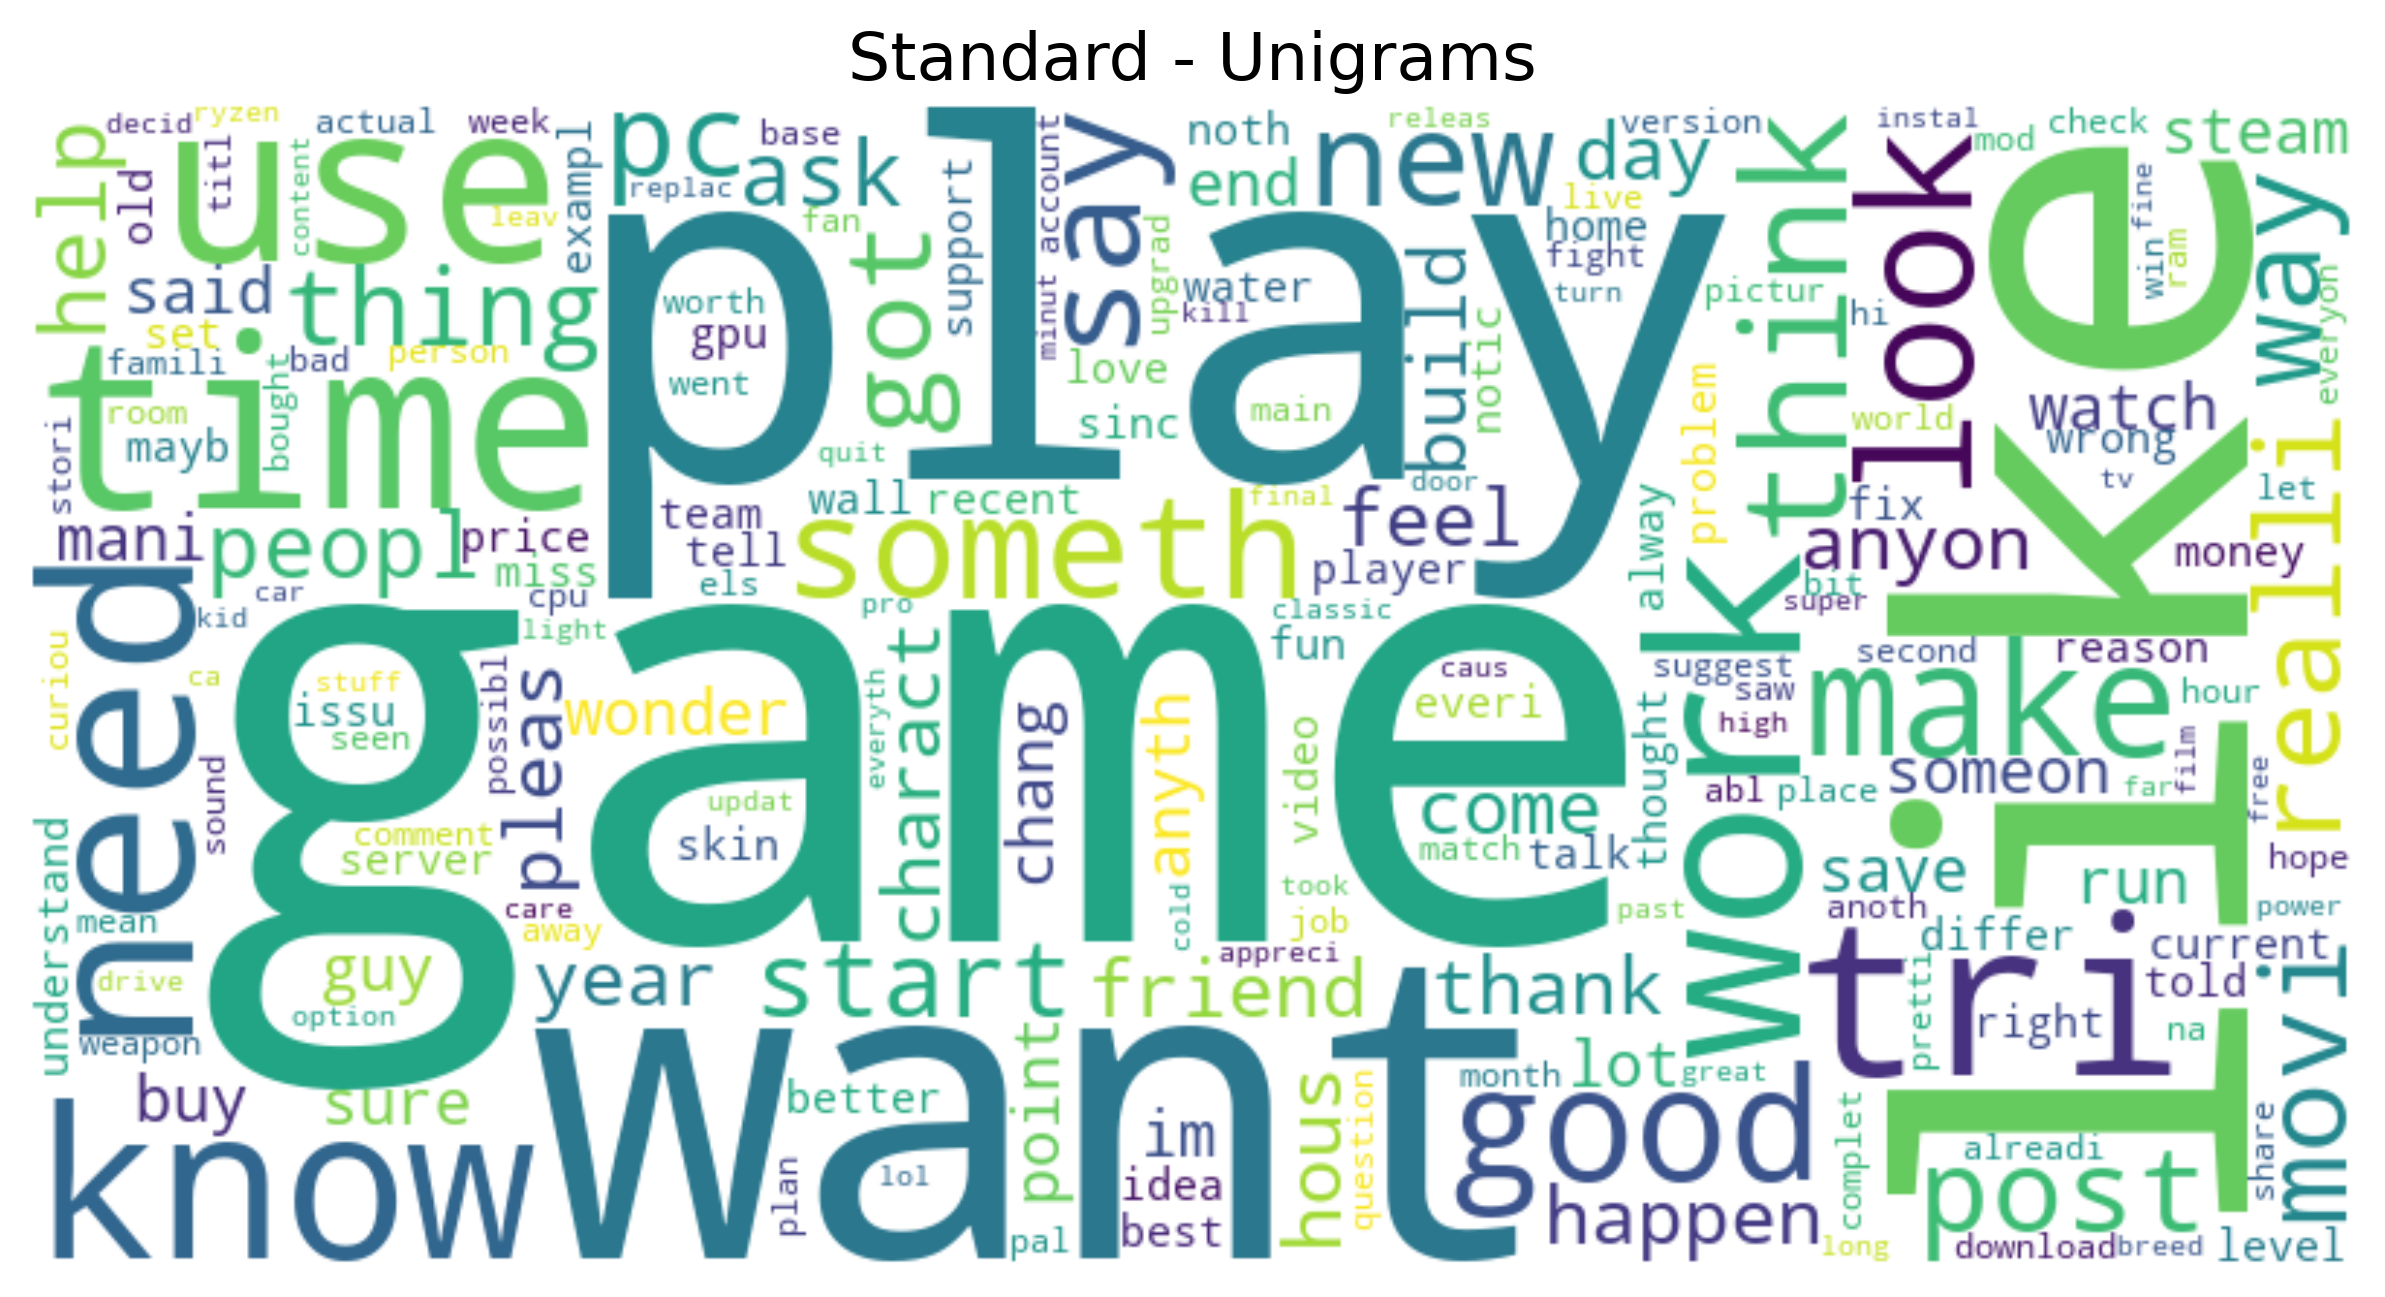 Standard - Unigrams
decid
ryzen
actual
week
pc
base
noth
releas
version
instal
mod
check
steam
help
old
titl
use
content
exampl
leav
replac
ask
fan
support
minut
account
say
end
new
day
live
home
fight
turn
think
look
like
fine
win
ram
way
everyon
said
thing
set
famili
bought
bad
person
time
room
mayb
stori
play
worth
gpu
went
got
upgrad
water
kill
love
sinc
main
build
notic
pictur
hi
problem
world
watch
wrong
tv
quit
wall
recent
final
door
fix
let
mani
peopl
price
miss
team
tell
els
someth
feel
player
alway
anyon
bit
super
money
realli
need
car
kid
cpu
light
pro
classic
fun
work
suggest
second
reason
curiou
ca
game
stuff
issu
seen
possibl
pleas
wonder
everyth
charact
chang
anyth
video
caus
everi
saw
high
make
hour
thought
someon
far
film
free
abl
place
sound
comment
server
updat
skin
come
match
talk
save
run
hope
understand
mean
care
away
cold
took
job
past
anoth
power
appreci
differ
current
told
drive
guy
option
year
start
friend
thank
tri
pretti
right
na
movi
weapon
buy
sure
better
point
hous
question
month
lot
great
good
know
want
plan
lol
im
idea
best
pal
happen
complet
long
alreadi
post
share
download
breed
level